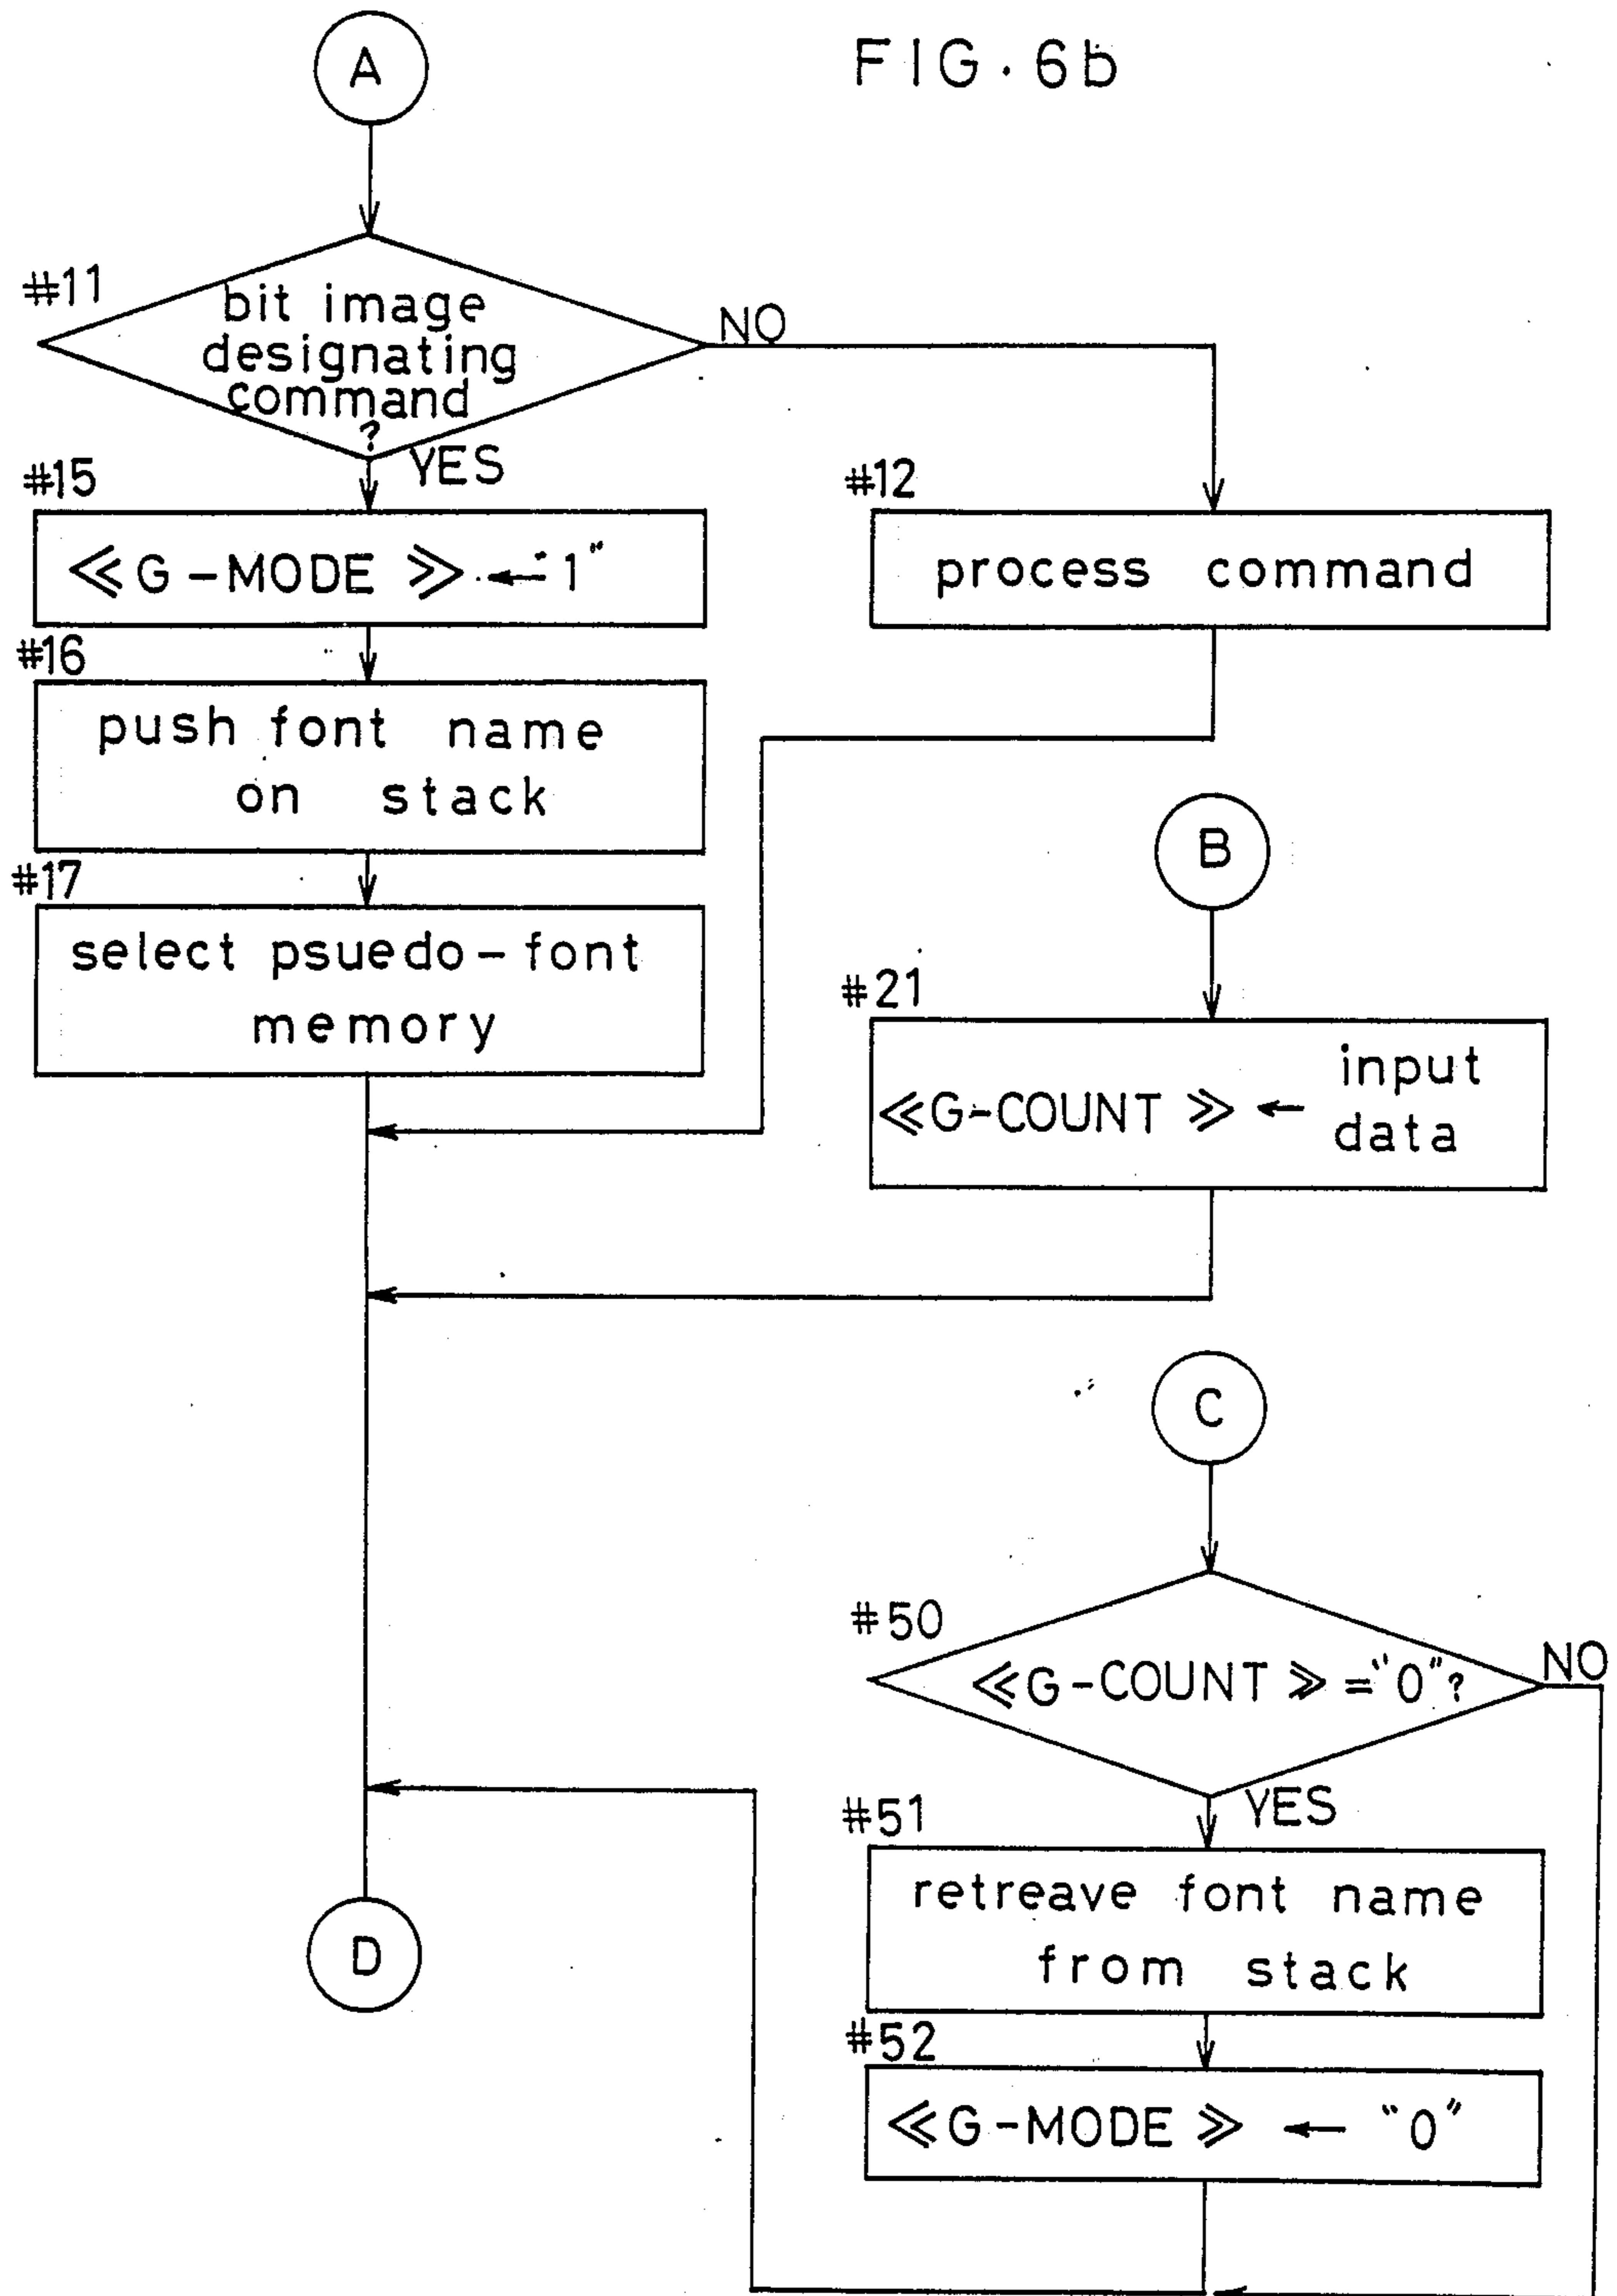 FIG. 6b
A
#11
bit image
designating
command
?
NO
YES
#15
≪G-MODE≫ ← "1"
#12
process command
#16
push font name
on stack
#17
select psuedo-font
memory
B
#21
≪G-COUNT≫ ← input
data
C
#50
≪G-COUNT≫="0"?
NO
YES
#51
retreave font name
from stack
D
#52
≪G-MODE≫ ← "0"